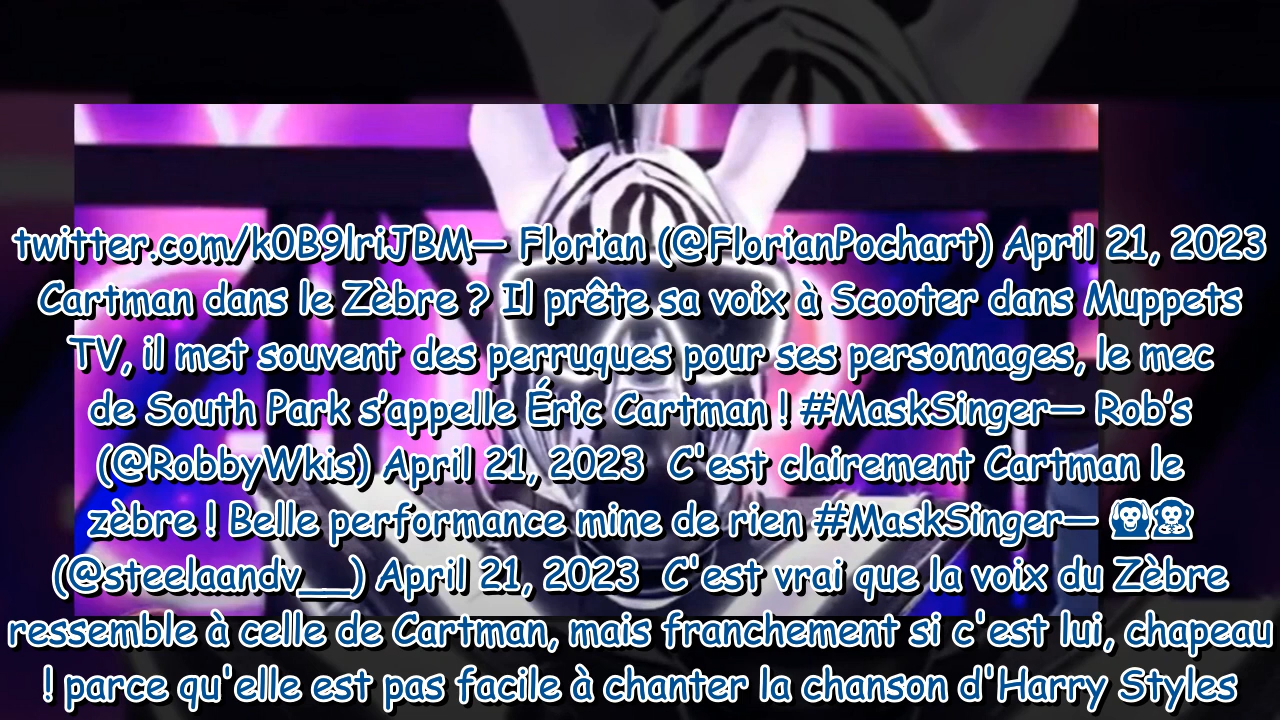 twitter.com/k0B9lriJBM— Florian (@FlorianPochart) April 21, 2023
Cartman dans le Zèbre ? Il prête sa voix à Scooter dans Muppets
TV, il met souvent des perruques pour ses personnages, le mec
de South Park s’appelle Éric Cartman ! #MaskSinger— Rob’s
(@RobbyWkis) April 21, 2023  C'est clairement Cartman le
zèbre ! Belle performance mine de rien #MaskSinger— 🙉🙊
(@steelaandv__) April 21, 2023  C'est vrai que la voix du Zèbre
ressemble à celle de Cartman, mais franchement si c'est lui, chapeau
! parce qu'elle est pas facile à chanter la chanson d'Harry Styles